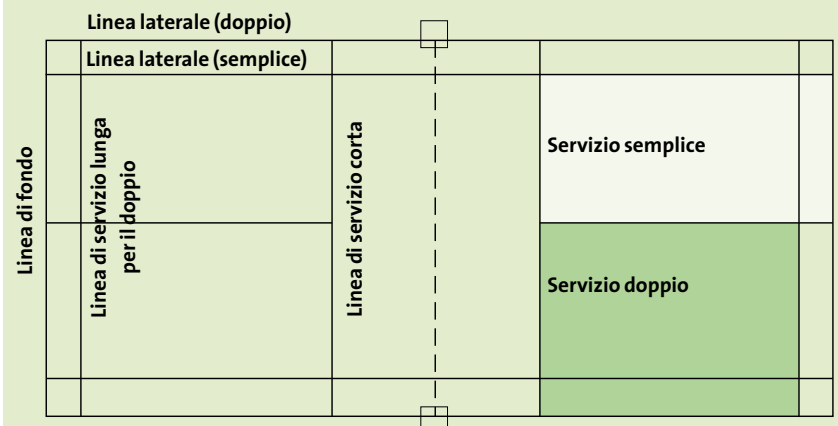 Linea laterale (doppio)
Linea laterale (semplice)
Linea di fondo
Linea di servizio lunga
per il doppio
Linea di servizio corta
Servizio semplice
Servizio doppio